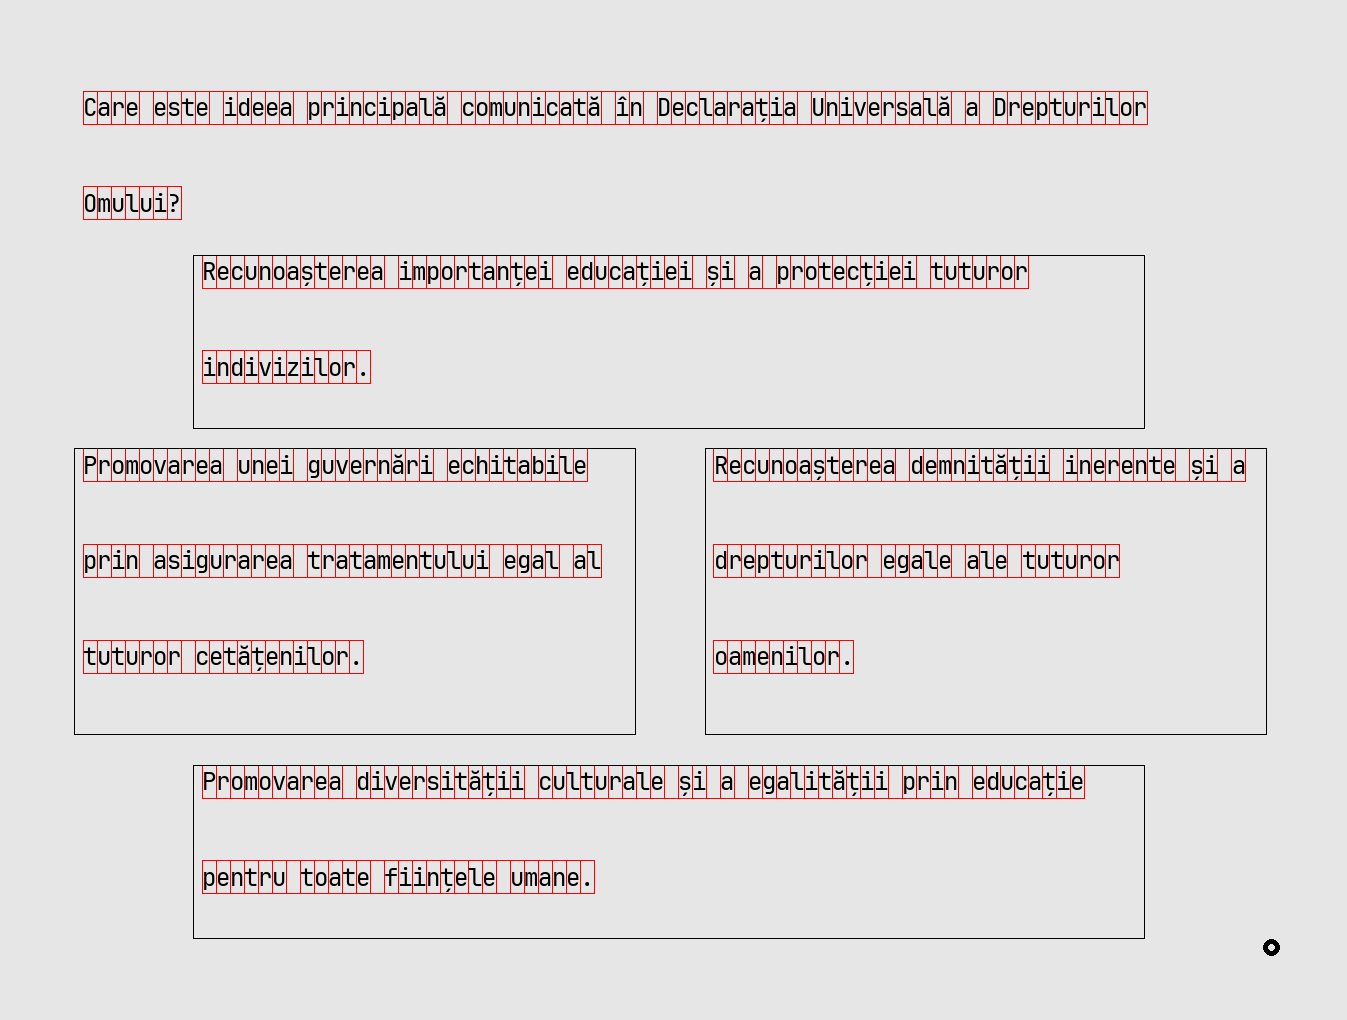 Care este ideea principală comunicată în Declarația Universală a Drepturilor
Omului?
Recunoașterea importanței educației și a protecției tuturor
indivizilor.
Promovarea unei guvernări echitabile
prin asigurarea tratamentului egal al
tuturor cetățenilor.
Recunoașterea demnității inerente și a
drepturilor egale ale tuturor
oamenilor.
Promovarea diversității culturale și a egalității prin educație
pentru toate ființele umane.